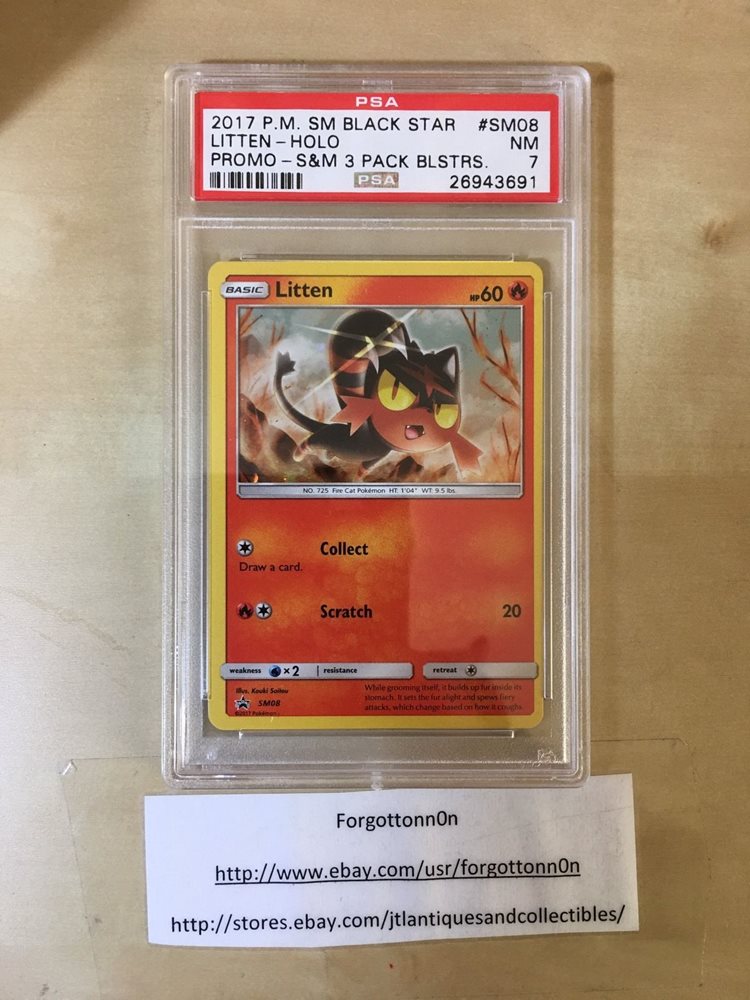 PSA
2017 P.M. SM BLACK STAR #SM08
LITTEN - HOLO NM
PROMO - S&M 3 PACK BLSTRS. 7
PSA 26943691
BASIC Litten HP60
NO. 725 Fire Cat Pokémon HT: 1'04" WT: 9.5 lbs.
Collect
Draw a card.
Scratch 20
weakness ×2 resistance retreat
Illus. Kouki Saitou
SM08
©2017 Pokémon
While grooming itself, it builds up fur inside its
stomach. It sets the fur alight and spews fiery
attacks, which change based on how it coughs.
Forgottonn0n
http://www.ebay.com/usr/forgottonn0n
http://stores.ebay.com/jtlantiquesandcollectibles/